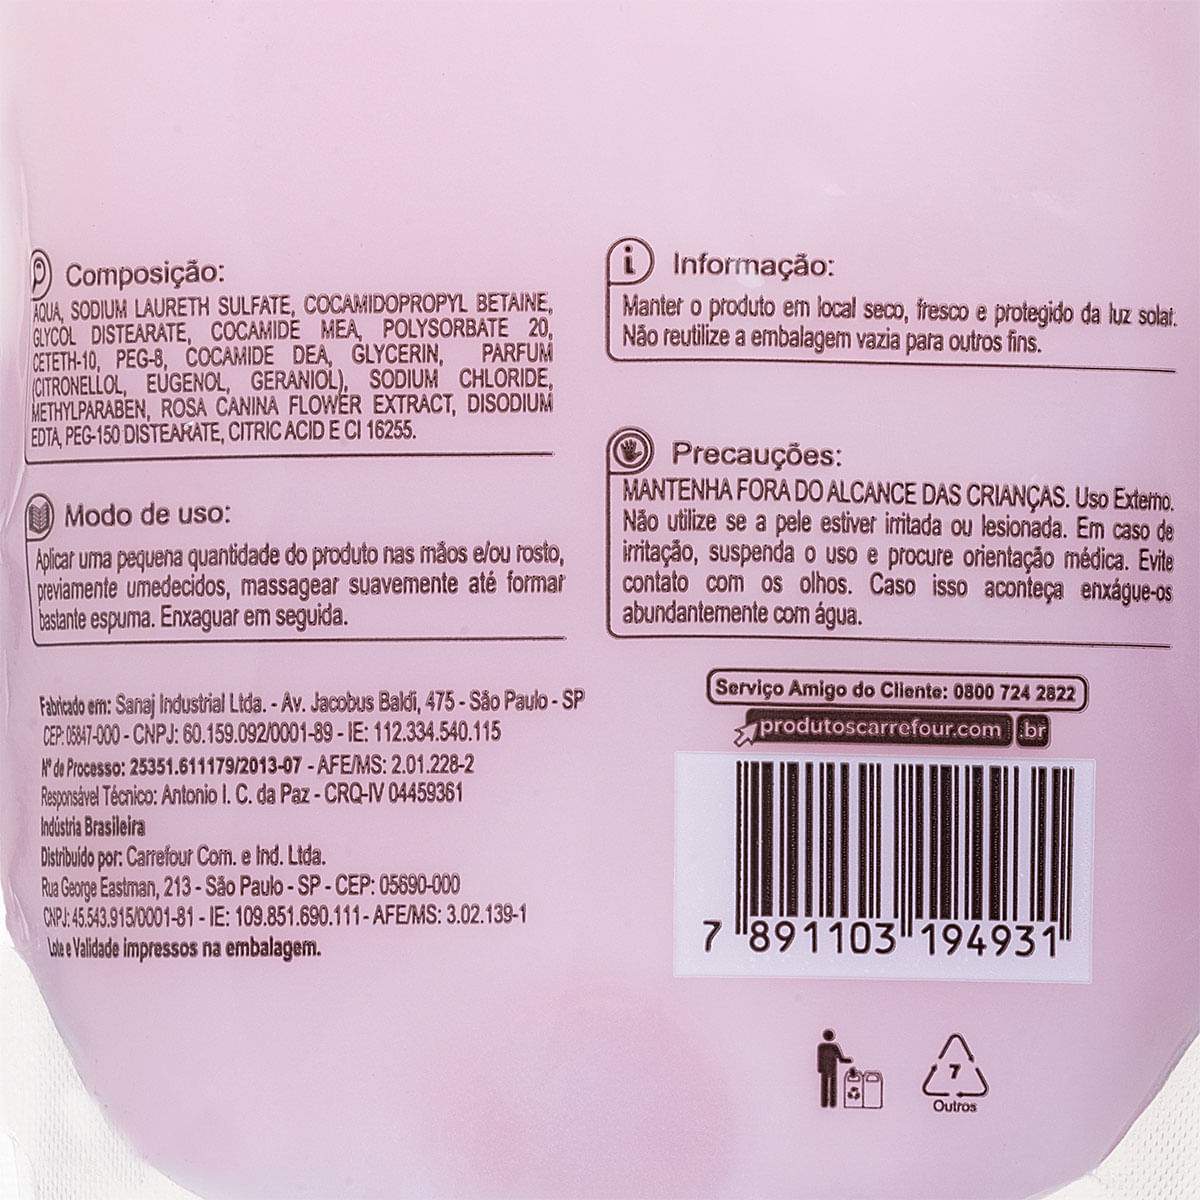 Composição:
AQUA, SODIUM LAURETH SULFATE, COCAMIDOPROPYL BETAINE,
GLYCOL DISTEARATE, COCAMIDE MEA, POLYSORBATE 20,
CETETH-10, PEG-8, COCAMIDE DEA, GLYCERIN, PARFUM
(CITRONELLOL, EUGENOL, GERANIOL), SODIUM CHLORIDE,
METHYLPARABEN, ROSA CANINA FLOWER EXTRACT, DISODIUM
EDTA, PEG-150 DISTEARATE, CITRIC ACID E CI 16255.
Modo de uso:
Aplicar uma pequena quantidade do produto nas mãos e/ou rosto,
previamente umedecidos, massagear suavemente até formar
bastante espuma. Enxaguar em seguida.
Fabricado em: Sanaj Industrial Ltda. - Av. Jacobus Baldi, 475 - São Paulo - SP
CEP: 05847-000 - CNPJ: 60.159.092/0001-89 - IE: 112.334.540.115
Nº de Processo: 25351.611179/2013-07 - AFE/MS: 2.01.228-2
Responsável Técnico: Antonio I. C. da Paz - CRQ-IV 04459361
Indústria Brasileira
Distribuído por: Carrefour Com. e Ind. Ltda.
Rua George Eastman, 213 - São Paulo - SP - CEP: 05690-000
CNPJ: 45.543.915/0001-81 - IE: 109.851.690.111 - AFE/MS: 3.02.139-1
Lote e Validade impressos na embalagem.
i Informação:
Manter o produto em local seco, fresco e protegido da luz solar.
Não reutilize a embalagem vazia para outros fins.
Precauções:
MANTENHA FORA DO ALCANCE DAS CRIANÇAS. Uso Externo.
Não utilize se a pele estiver irritada ou lesionada. Em caso de
irritação, suspenda o uso e procure orientação médica. Evite
contato com os olhos. Caso isso aconteça enxágue-os
abundantemente com água.
Serviço Amigo do Cliente: 0800 724 2822
produtoscarrefour.com .br
7 891103 194931
7
Outros